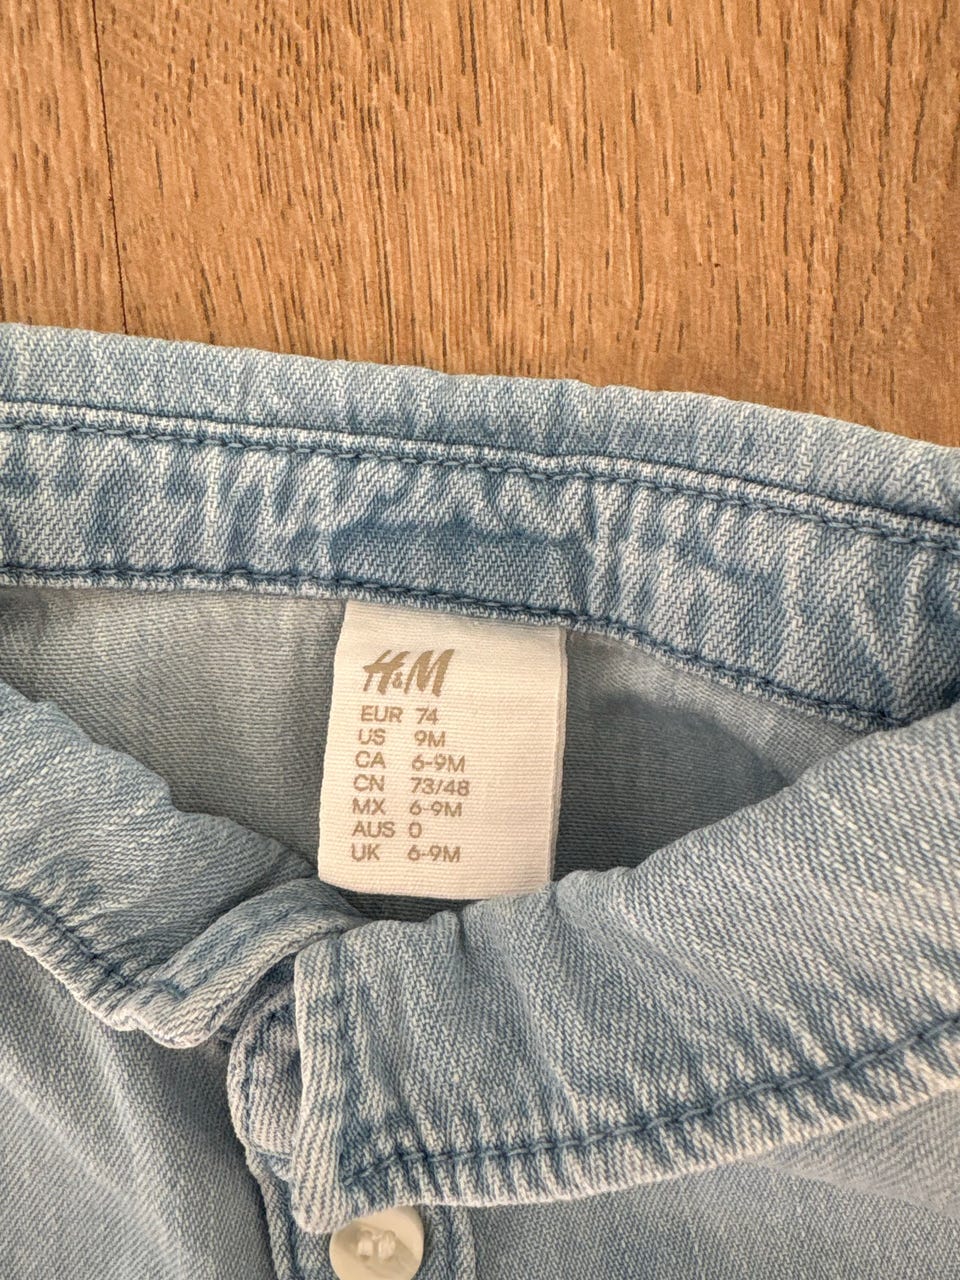 H&M
EUR 74
US 9M
CA 6-9M
CN 73/48
MX 6-9M
AUS 0
UK 6-9M